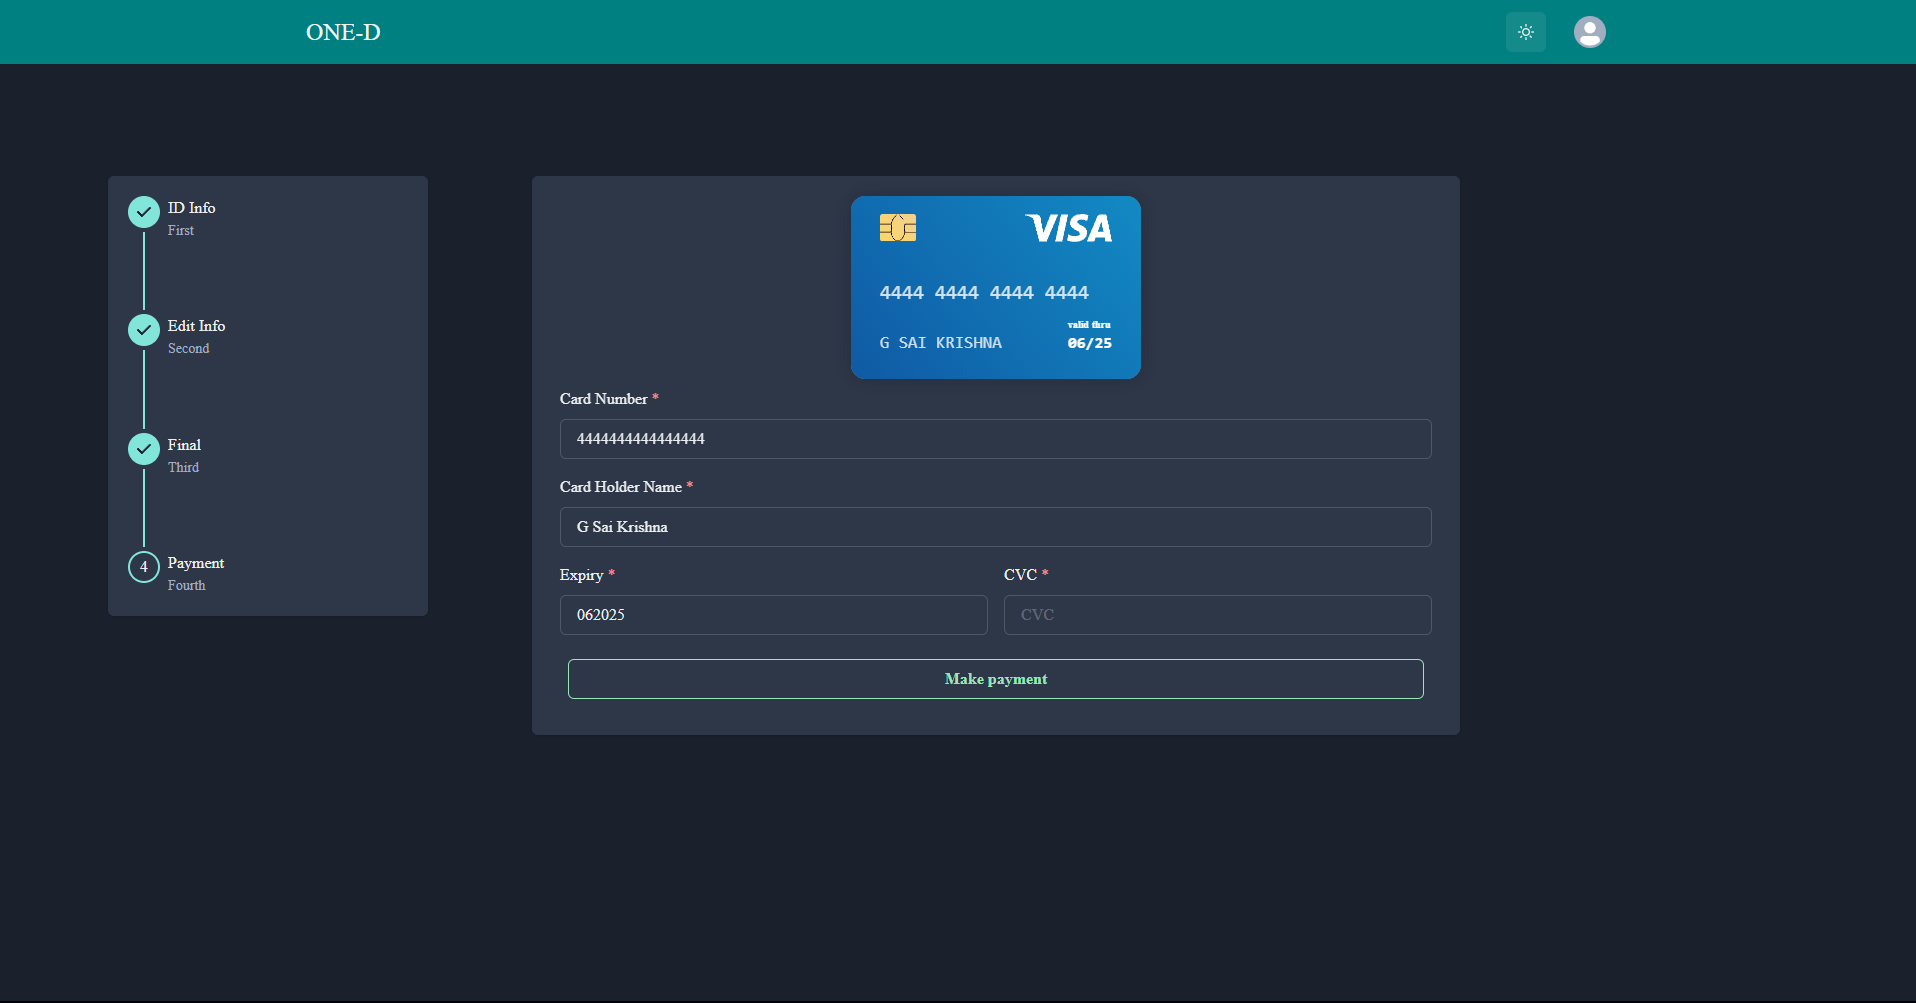 ONE-D
ID Info
First
Edit Info
Second
Final
Third
4 Payment
Fourth
VISA
4444 4444 4444 4444
valid thru
G SAI KRISHNA 06/25
Card Number *
4444444444444444
Card Holder Name *
G Sai Krishna
Expiry * CVC *
062025 CVC
Make payment